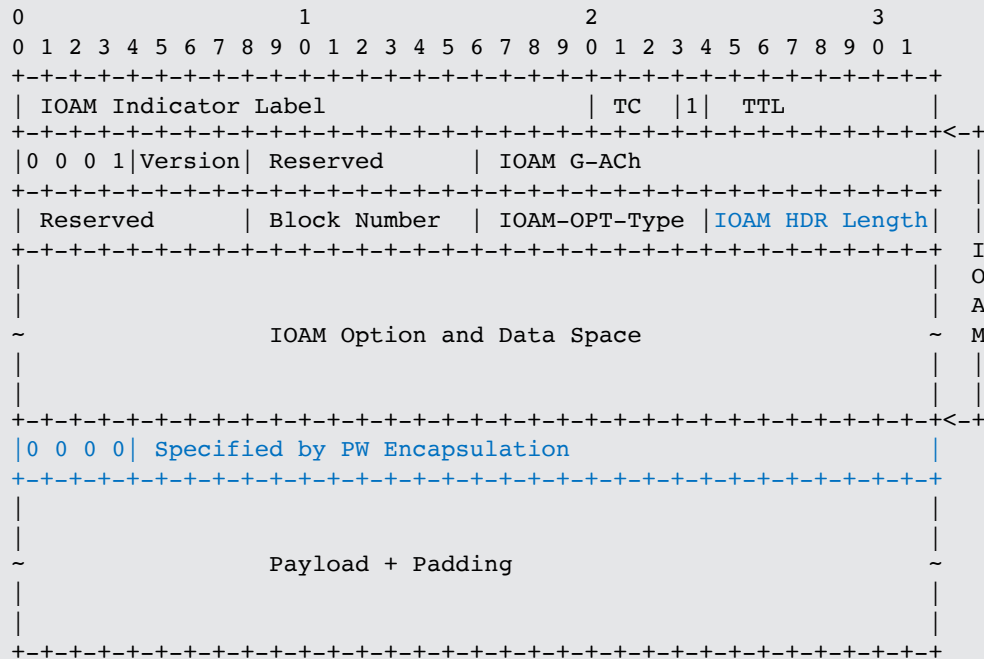 0                   1                   2                   3
0 1 2 3 4 5 6 7 8 9 0 1 2 3 4 5 6 7 8 9 0 1 2 3 4 5 6 7 8 9 0 1
+-+-+-+-+-+-+-+-+-+-+-+-+-+-+-+-+-+-+-+-+-+-+-+-+-+-+-+-+-+-+-+-+
| IOAM Indicator Label                  | TC  |1|  TTL          |
+-+-+-+-+-+-+-+-+-+-+-+-+-+-+-+-+-+-+-+-+-+-+-+-+-+-+-+-+-+-+-+-+<-+
|0 0 0 1|Version| Reserved      | IOAM G-ACh                    |  |
+-+-+-+-+-+-+-+-+-+-+-+-+-+-+-+-+-+-+-+-+-+-+-+-+-+-+-+-+-+-+-+-+  |
| Reserved      | Block Number  | IOAM-OPT-Type |IOAM HDR Length|  |
+-+-+-+-+-+-+-+-+-+-+-+-+-+-+-+-+-+-+-+-+-+-+-+-+-+-+-+-+-+-+-+-+  I
|                                                               |  O
|                                                               |  A
~                 IOAM Option and Data Space                    ~  M
|                                                               |  |
|                                                               |  |
+-+-+-+-+-+-+-+-+-+-+-+-+-+-+-+-+-+-+-+-+-+-+-+-+-+-+-+-+-+-+-+-+<-+
|0 0 0 0| Specified by PW Encapsulation                         |
+-+-+-+-+-+-+-+-+-+-+-+-+-+-+-+-+-+-+-+-+-+-+-+-+-+-+-+-+-+-+-+-+
|                                                               |
|                                                               |
~                 Payload + Padding                             ~
|                                                               |
|                                                               |
+-+-+-+-+-+-+-+-+-+-+-+-+-+-+-+-+-+-+-+-+-+-+-+-+-+-+-+-+-+-+-+-+